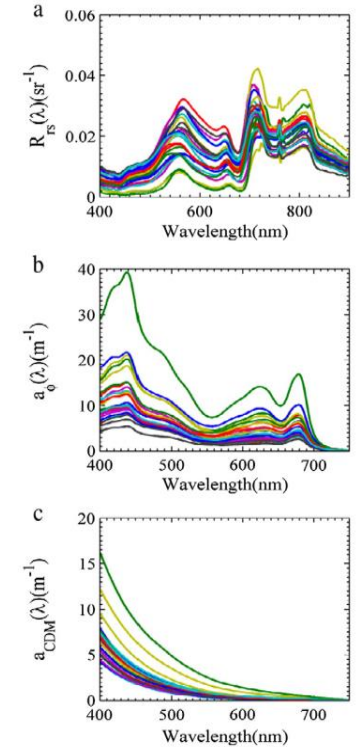 a
0.06
0.04
0.02
0
R_rs(λ)(sr⁻¹)
400 600 800
Wavelength(nm)
b
40
30
20
10
0
a_ϕ(λ)(m⁻¹)
400 500 600 700
Wavelength(nm)
c
20
15
10
5
0
a_CDM(λ)(m⁻¹)
400 500 600 700
Wavelength(nm)